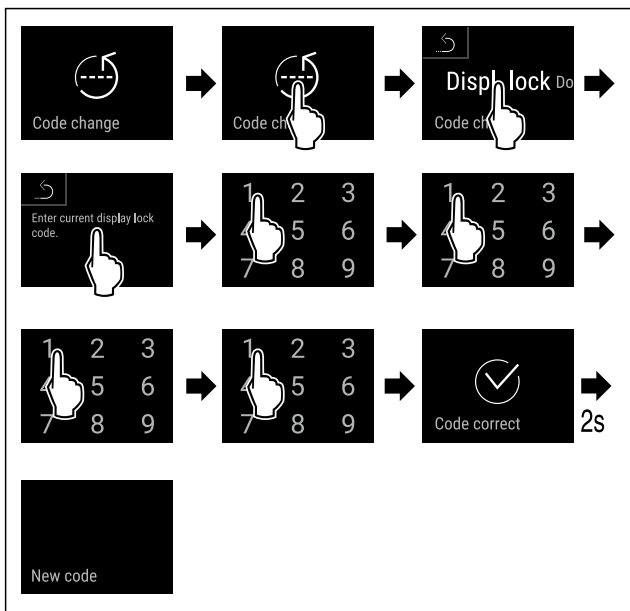 Code change
Code ch
Displ lock Do
Code ch
Enter current display lock
code.
1 2 3
5 6
7 8 9
1 2 3
5 6
7 8 9
1 2 3
5 6
7 8 9
1 2 3
5 6
7 8 9
Code correct
2s
New code